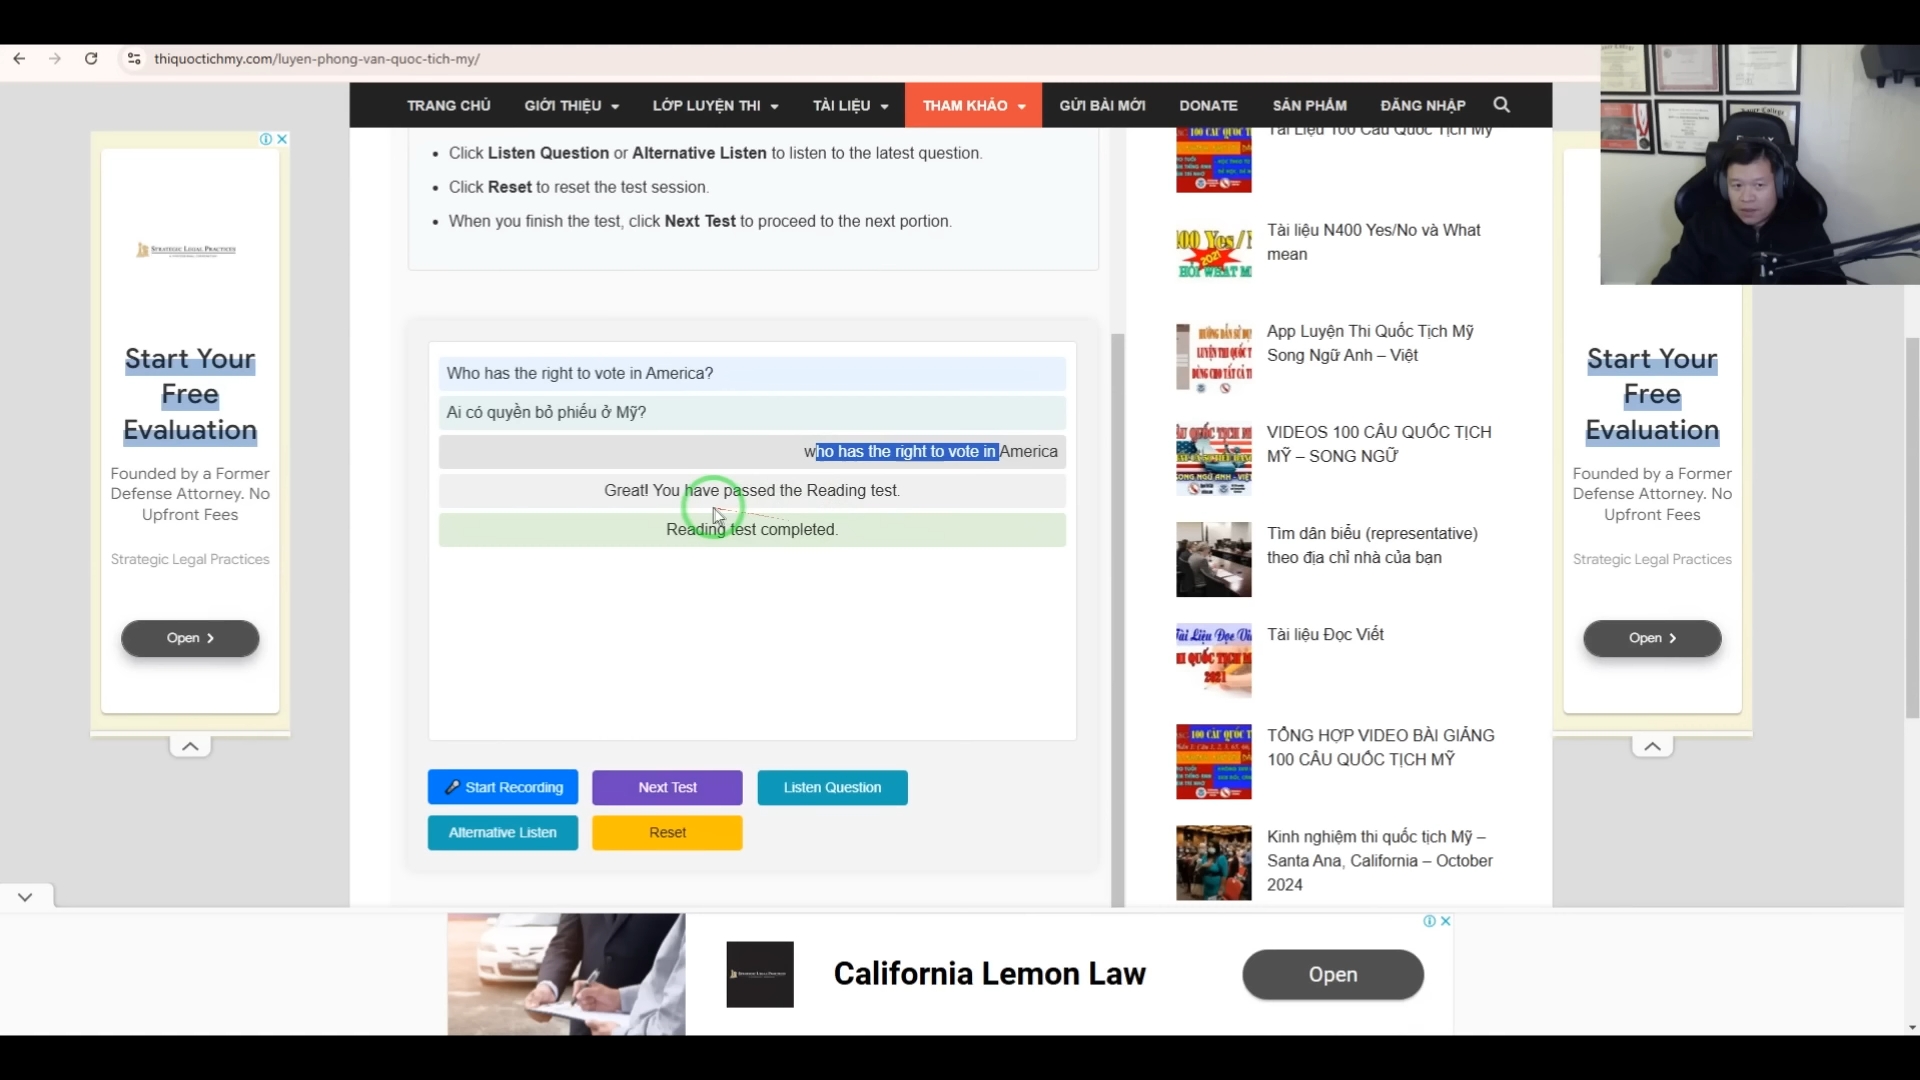 thiquoctichmy.com/luyen-phong-van-quoc-tich-my/
TRANG CHỦ
GIỚI THIỆU
LỚP LUYỆN THI
TÀI LIỆU
THAM KHẢO
GỬI BÀI MỚI
DONATE
SẢN PHẨM
ĐĂNG NHẬP
Click Listen Question or Alternative Listen to listen to the latest question.
Click Reset to reset the test session.
When you finish the test, click Next Test to proceed to the next portion.
Who has the right to vote in America?
Ai có quyền bỏ phiếu ở Mỹ?
who has the right to vote in America
Great! You have passed the Reading test.
Reading test completed.
Start Recording
Next Test
Listen Question
Alternative Listen
Reset
STRATEGIC LEGAL PRACTICES
Start Your
Free
Evaluation
Founded by a Former
Defense Attorney. No
Upfront Fees
Strategic Legal Practices
Open
Tài Liệu 100 Câu Quốc Tịch Mỹ
Tài liệu N400 Yes/No và What
mean
App Luyện Thi Quốc Tịch Mỹ
Song Ngữ Anh – Việt
VIDEOS 100 CÂU QUỐC TỊCH
MỸ – SONG NGỮ
Tìm dân biểu (representative)
theo địa chỉ nhà của bạn
Tài liệu Đọc Viết
TỔNG HỢP VIDEO BÀI GIẢNG
100 CÂU QUỐC TỊCH MỸ
Kinh nghiệm thi quốc tịch Mỹ –
Santa Ana, California – October
2024
Start Your
Free
Evaluation
Founded by a Former
Defense Attorney. No
Upfront Fees
Strategic Legal Practices
Open
California Lemon Law
Open